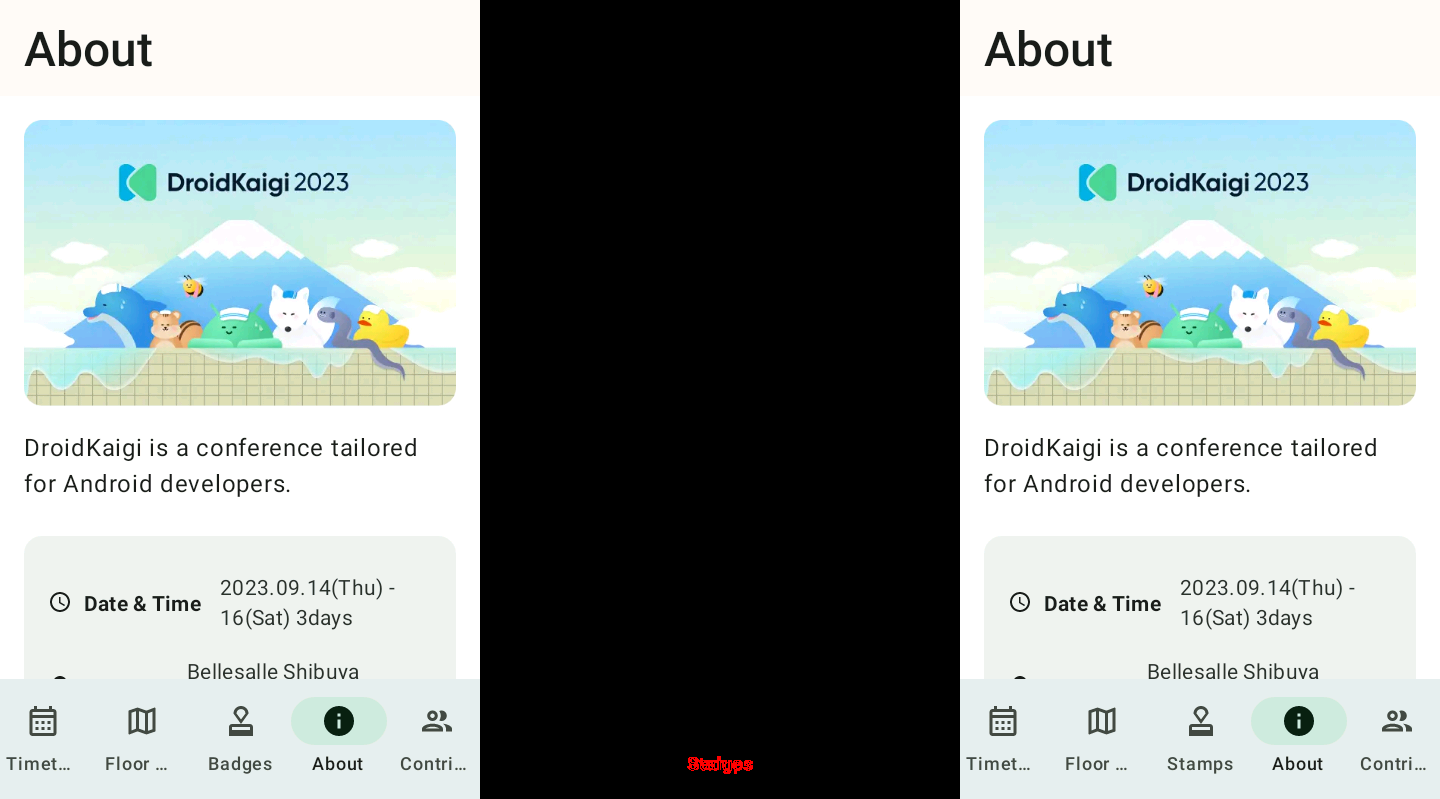 About
DroidKaigi 2023
DroidKaigi is a conference tailored
for Android developers.
Date & Time
2023.09.14(Thu) -
16(Sat) 3days
Bellesalle Shibuya
Timet...
Floor ...
Badges
About
Contri...
About
DroidKaigi 2023
DroidKaigi is a conference tailored
for Android developers.
Date & Time
2023.09.14(Thu) -
16(Sat) 3days
Bellesalle Shibuya
Timet...
Floor ...
Stamps
About
Contri...